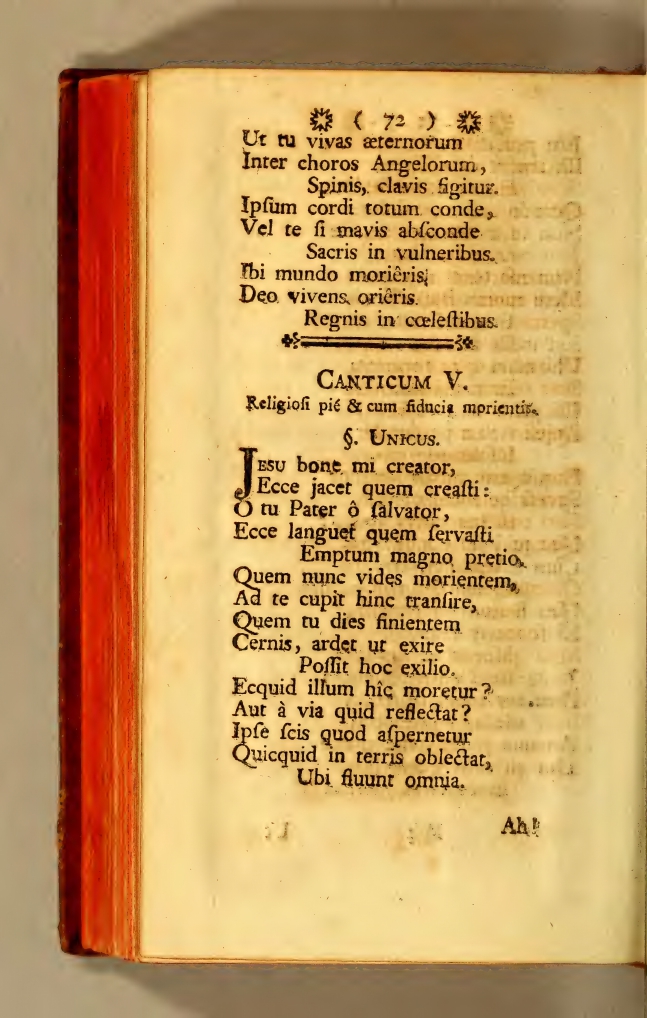 ( 72 )
Ut tu vivas æternorum
Inter choros Angelorum,
Spinis, clavis figitur.
Ipſum cordi totum conde,
Vel te ſi mavis abſconde
Sacris in vulneribus.
Ibi mundo moriêris;
Deo vivens oriêris.
Regnis in cœleſtibus.
CANTICUM V.
Religioſi pié & cum fiducia morientis.
§. UNICUS.
JESU bone mi creator,
Ecce jacet quem creaſti:
O tu Pater ô ſalvator,
Ecce languet quem ſervaſti
Emptum magno pretio.
Quem nunc vides morientem,
Ad te cupit hinc tranſire,
Quem tu dies finientem
Cernis, ardet ut exire
Poſſit hoc exilio.
Ecquid illum hîc moretur?
Aut à via quid reflectat?
Ipſe ſcis quod aſpernetur
Quicquid in terris oblectat,
Ubi fluunt omnia.
Ah!